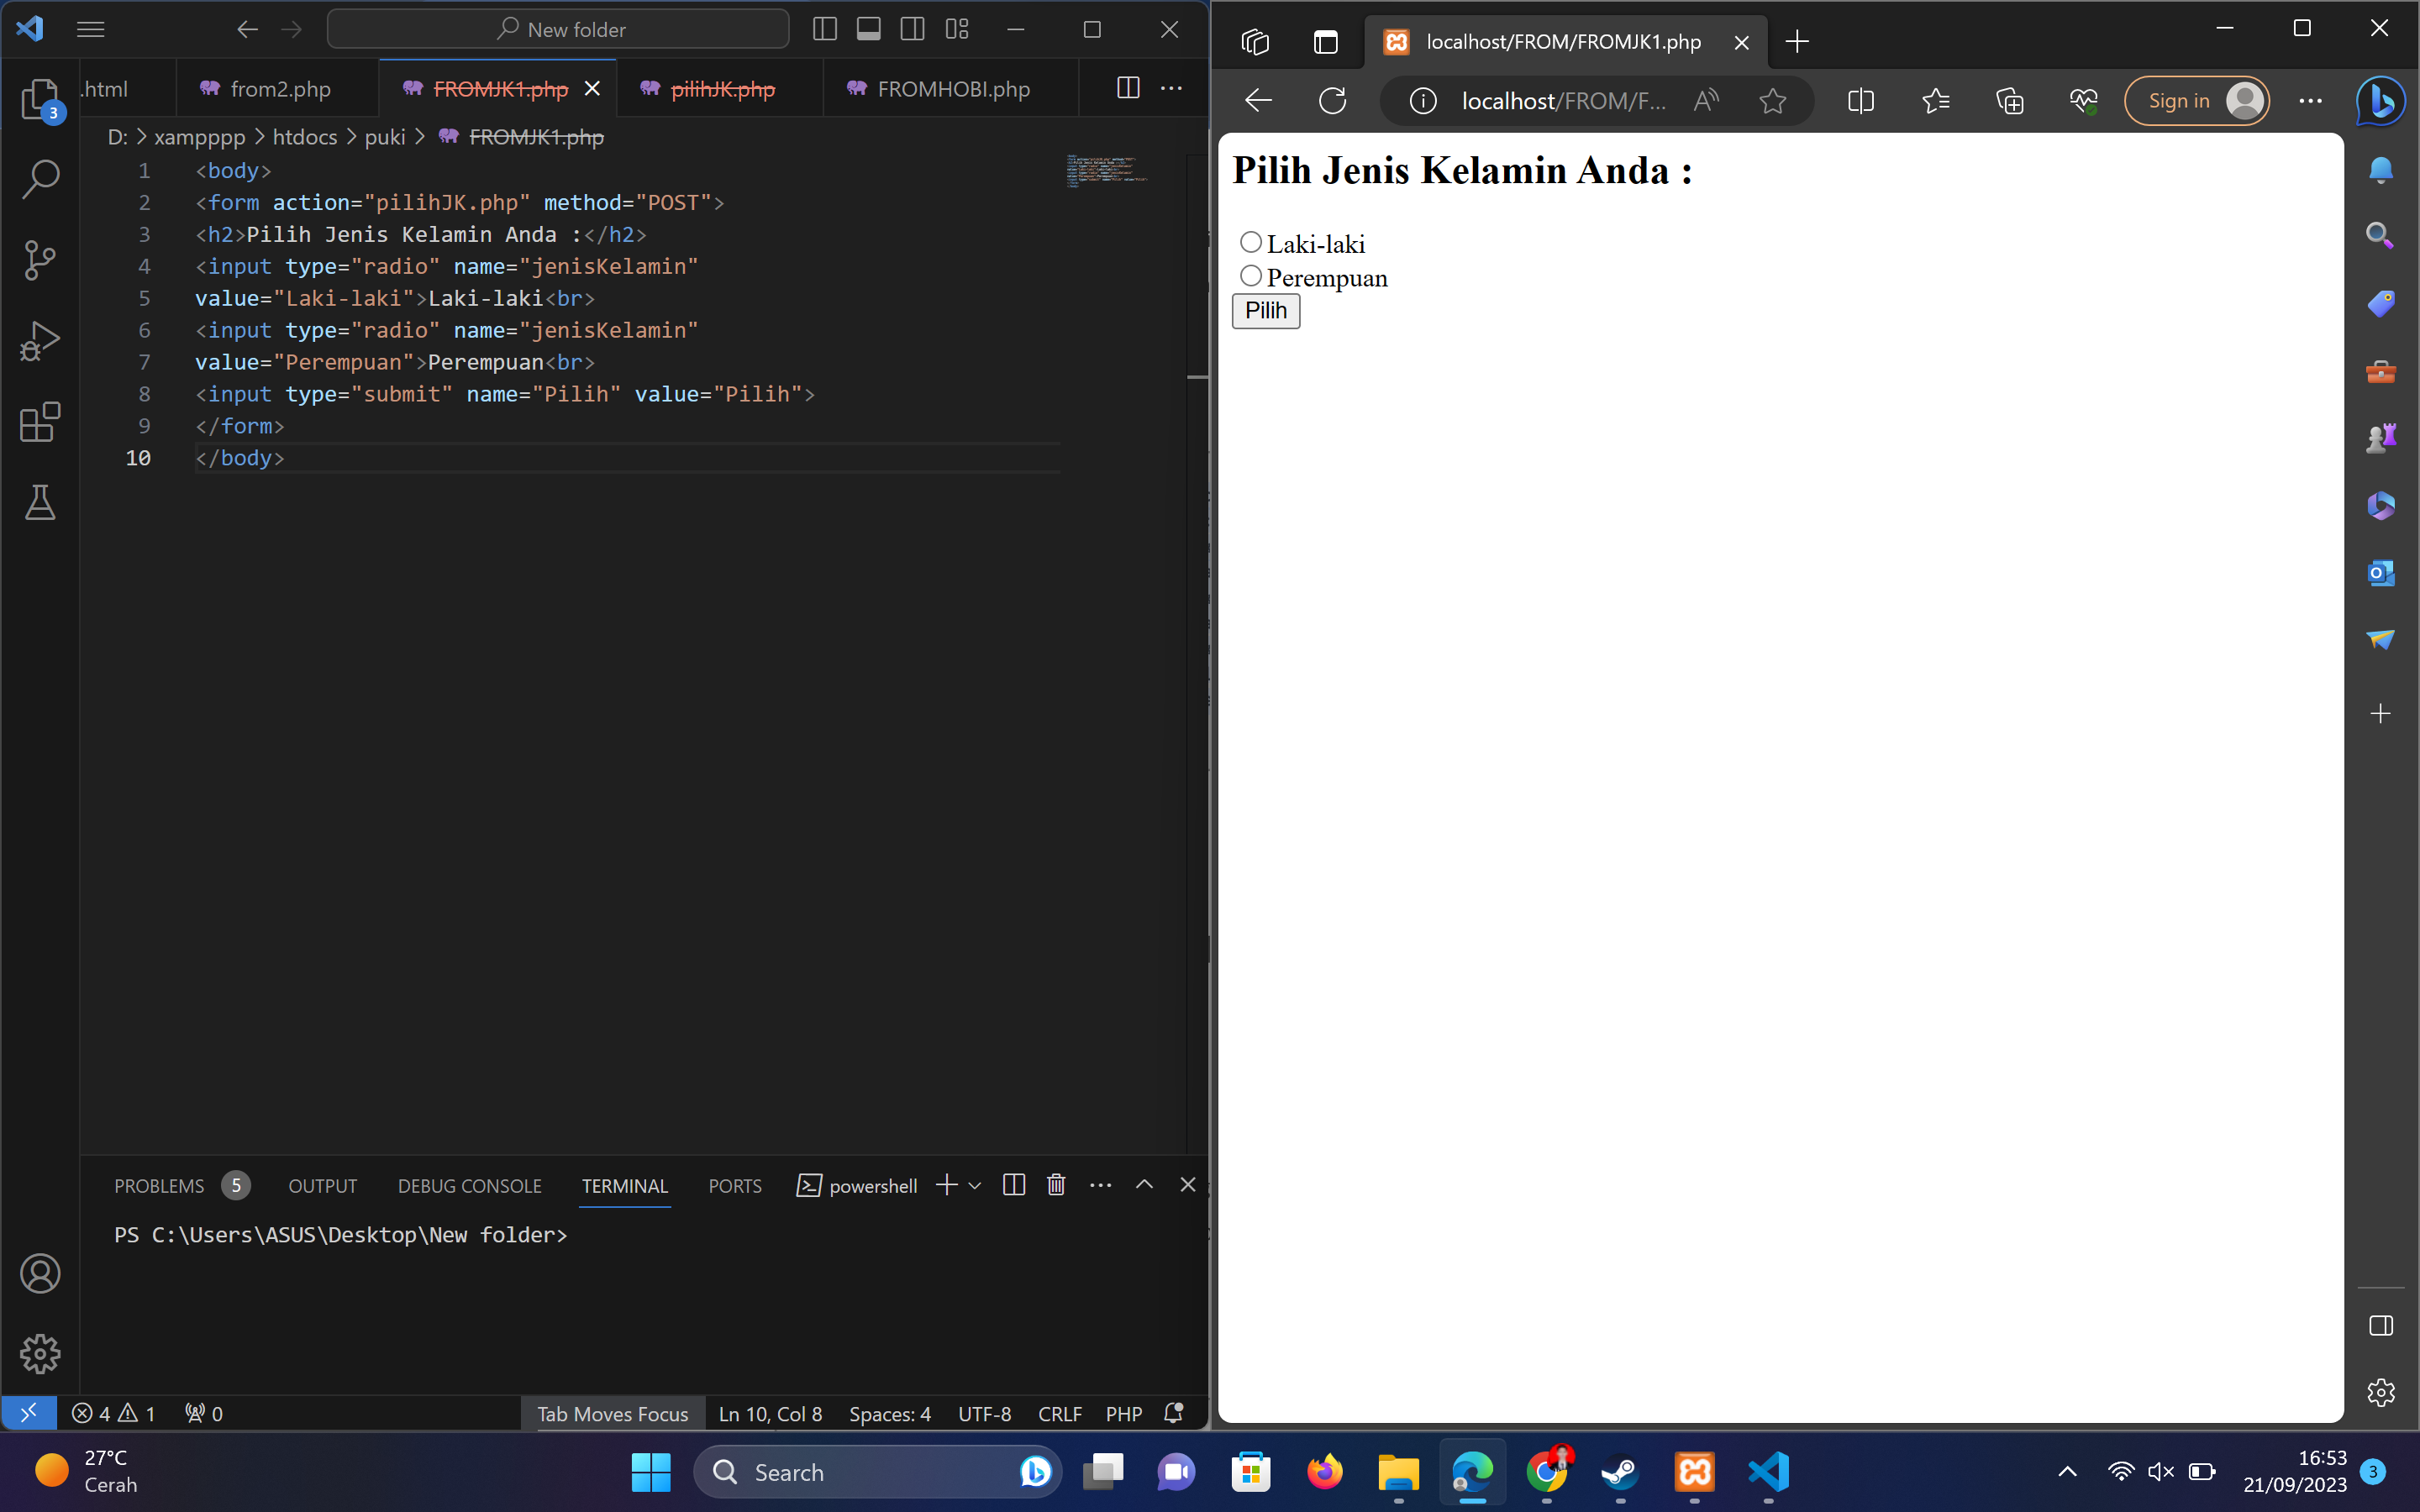 New folder
.html
from2.php
FROMJK1.php
pilihJK.php
FROMHOBI.php
D: > xampppp > htdocs > puki > FROMJK1.php
3
1 <body>
2 <form action="pilihJK.php" method="POST">
3 <h2>Pilih Jenis Kelamin Anda :</h2>
4 <input type="radio" name="jenisKelamin"
5 value="Laki-laki">Laki-laki<br>
6 <input type="radio" name="jenisKelamin"
7 value="Perempuan">Perempuan<br>
8 <input type="submit" name="Pilih" value="Pilih">
9 </form>
10 </body>
PROBLEMS 5 OUTPUT DEBUG CONSOLE TERMINAL PORTS powershell
PS C:\Users\ASUS\Desktop\New folder>
4 1 0 Tab Moves Focus Ln 10, Col 8 Spaces: 4 UTF-8 CRLF PHP
localhost/FROM/FROMJK1.php
localhost/FROM/F... Sign in
Pilih Jenis Kelamin Anda :
Laki-laki
Perempuan
Pilih
27°C
Cerah
Search
16:53
21/09/2023
3